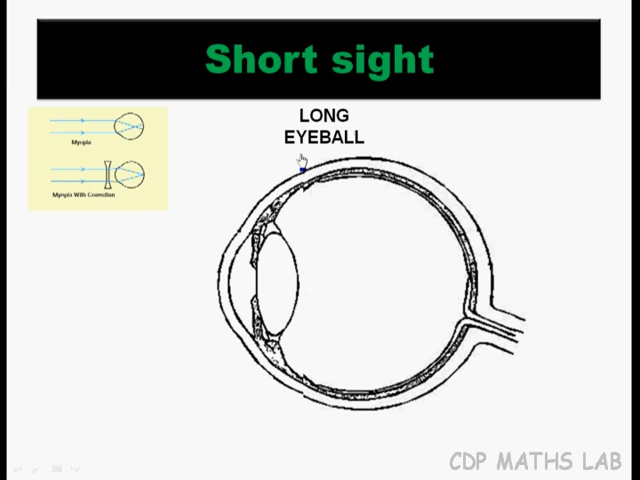 Short sight
LONG
EYEBALL
Myopia
Myopia With Correction
CDP MATHS LAB